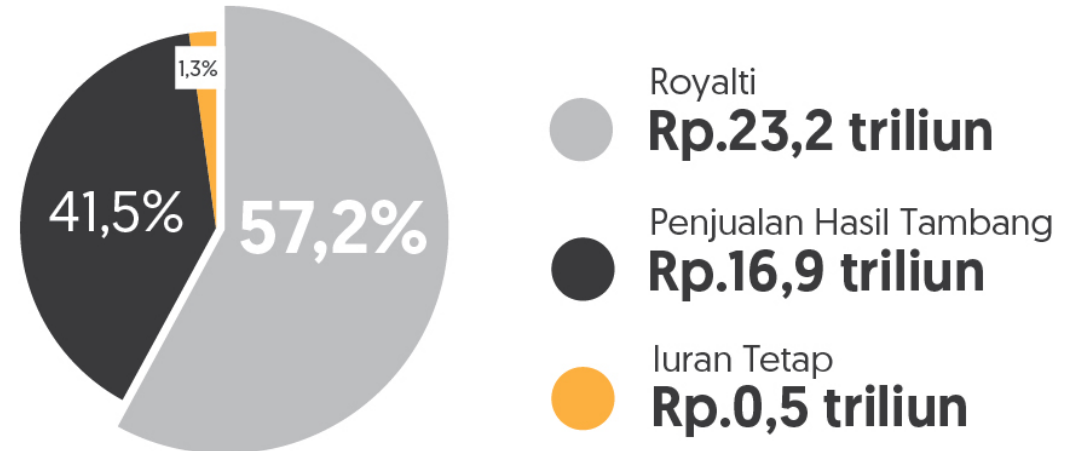 1,3%
41,5%
57,2%
Royalti
Rp.23,2 triliun
Penjualan Hasil Tambang
Rp.16,9 triliun
Iuran Tetap
Rp.0,5 triliun